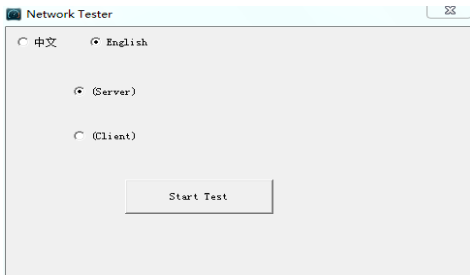 Network Tester
中文 English
(Server)
(Client)
Start Test